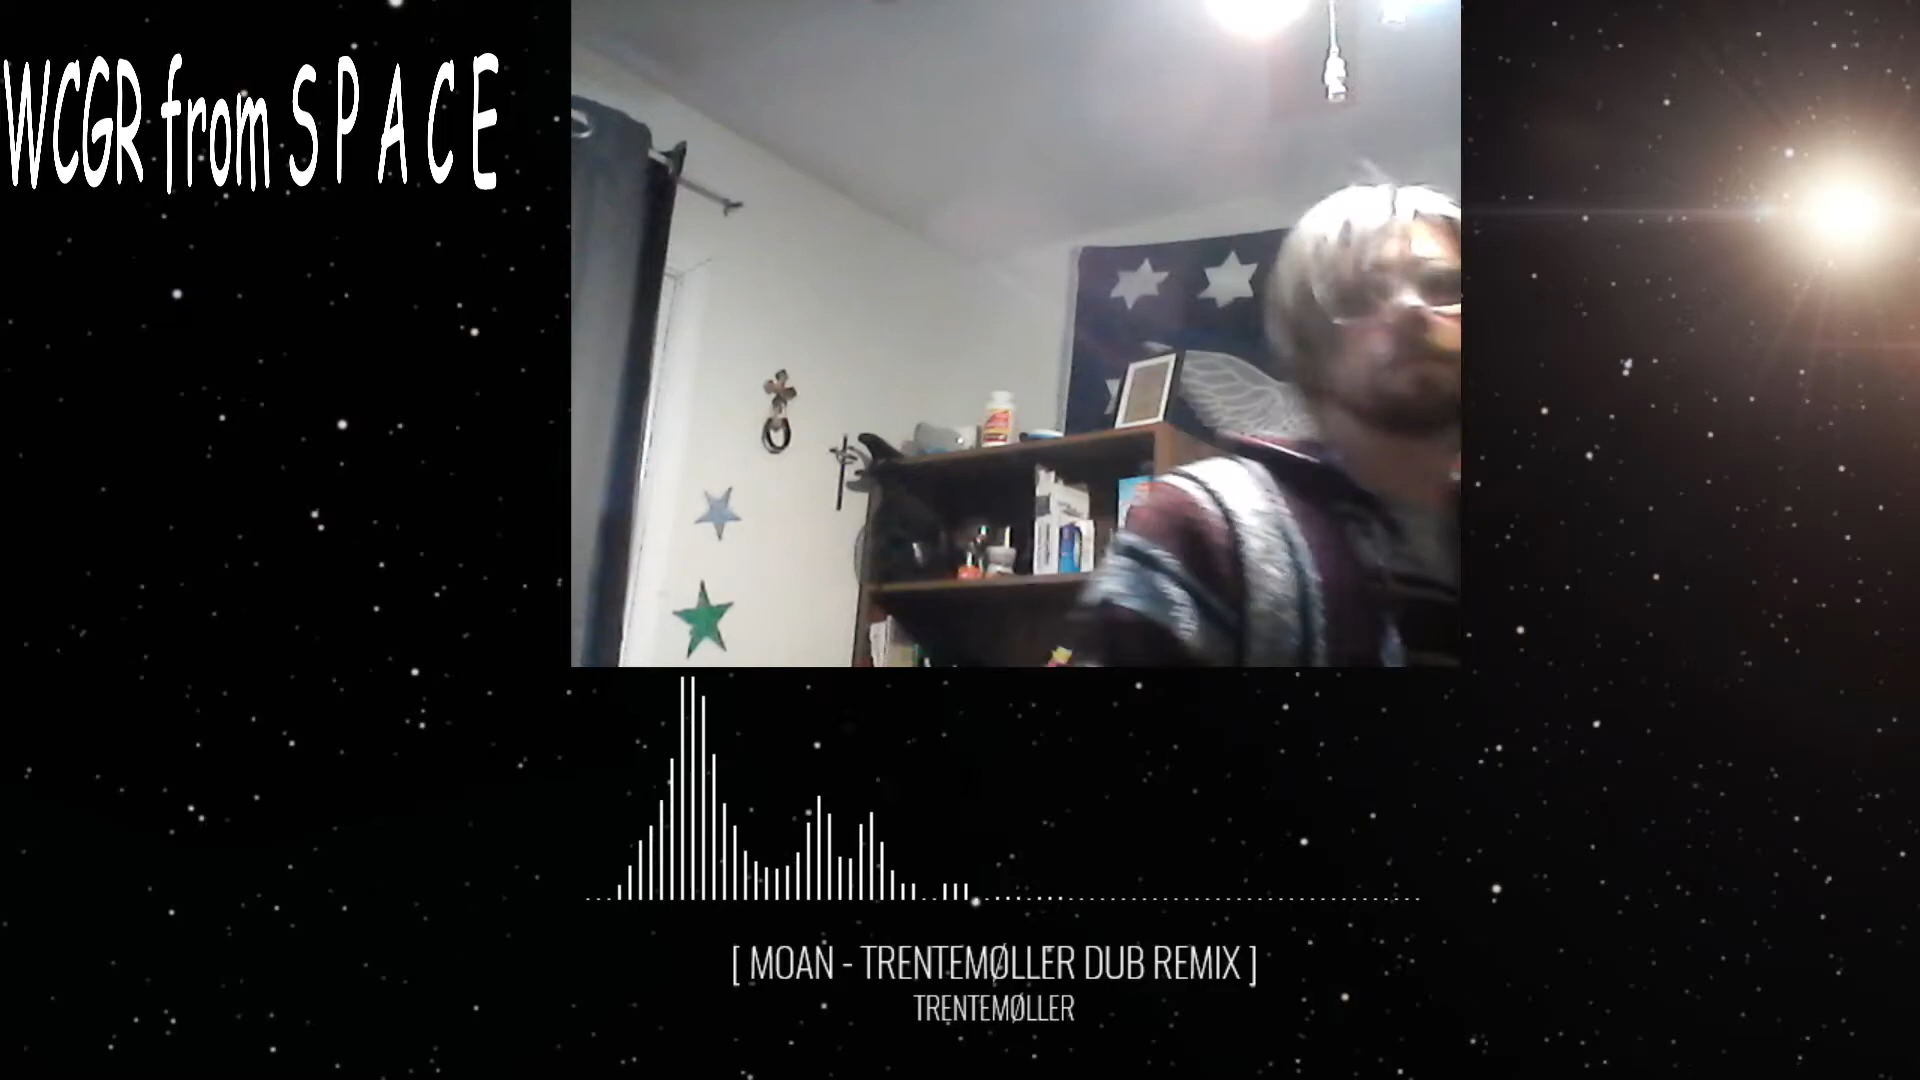 WCGR from S P A C E
[ MOAN - TRENTEMØLLER DUB REMIX ]
TRENTEMØLLER